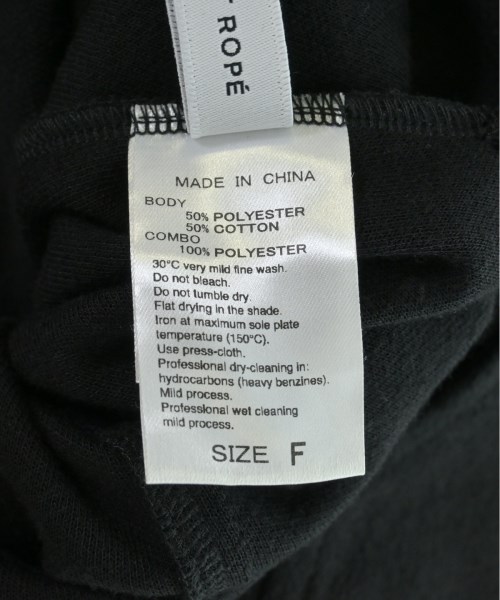 ROPÉ
MADE IN CHINA
BODY
50% POLYESTER
50% COTTON
COMBO
100% POLYESTER
30°C very mild fine wash.
Do not bleach.
Do not tumble dry.
Flat drying in the shade.
Iron at maximum sole plate
temperature (150°C).
Use press-cloth.
Professional dry-cleaning in:
hydrocarbons (heavy benzines).
Mild process.
Professional wet cleaning
mild process.
SIZE F